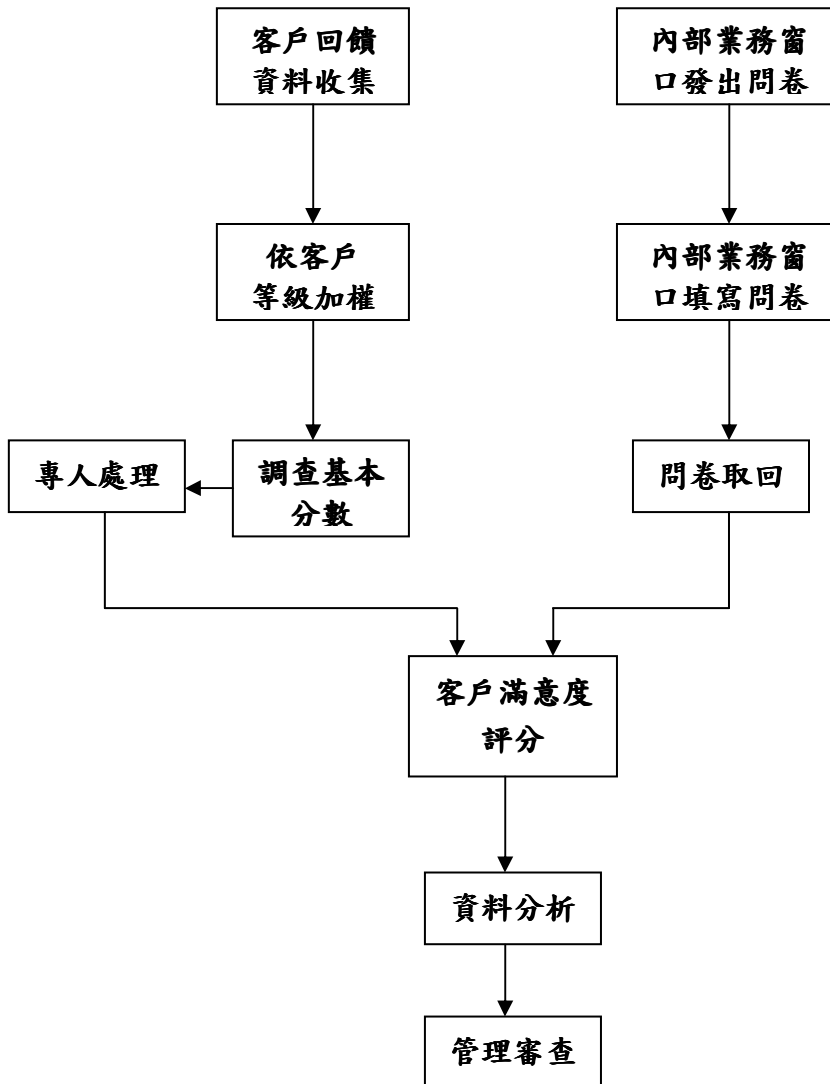 客戶回饋
資料收集
內部業務窗
口發出問卷
依客戶
等級加權
內部業務窗
口填寫問卷
專人處理
調查基本
分數
問卷取回
客戶滿意度
評分
資料分析
管理審查